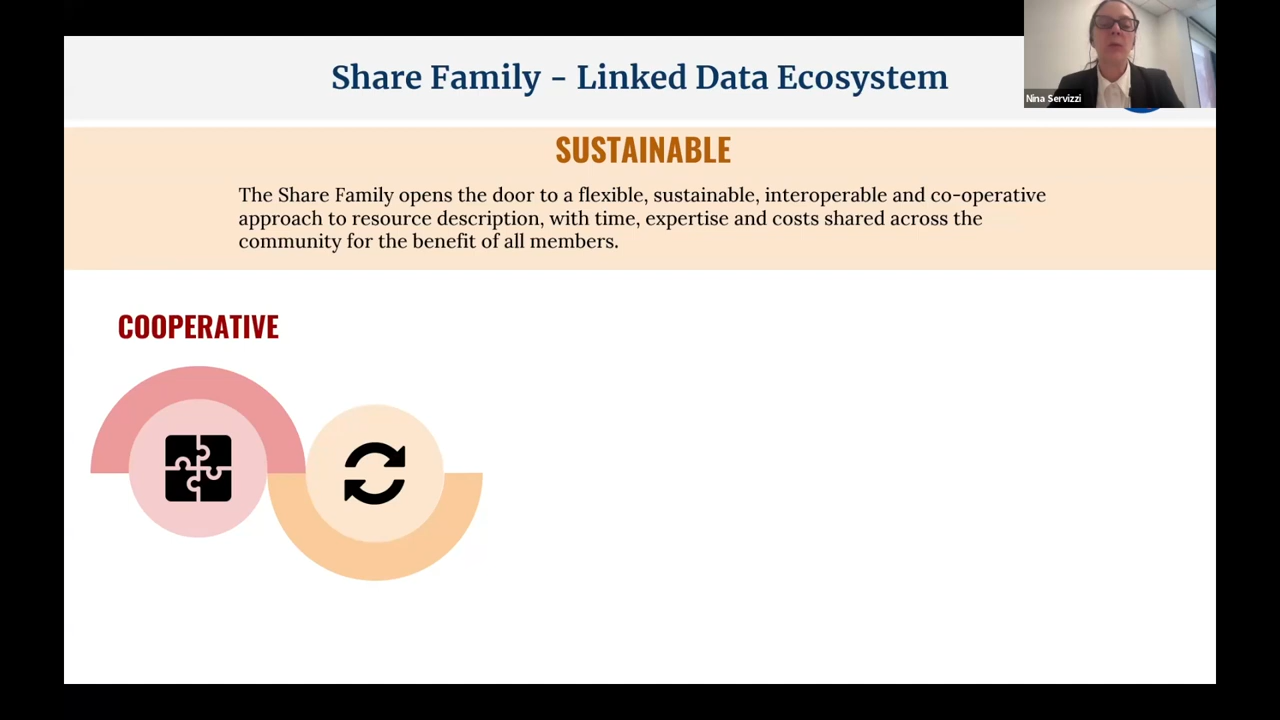 Share Family - Linked Data Ecosystem
Nina Servizzi
SUSTAINABLE
The Share Family opens the door to a flexible, sustainable, interoperable and co-operative
approach to resource description, with time, expertise and costs shared across the
community for the benefit of all members.
COOPERATIVE